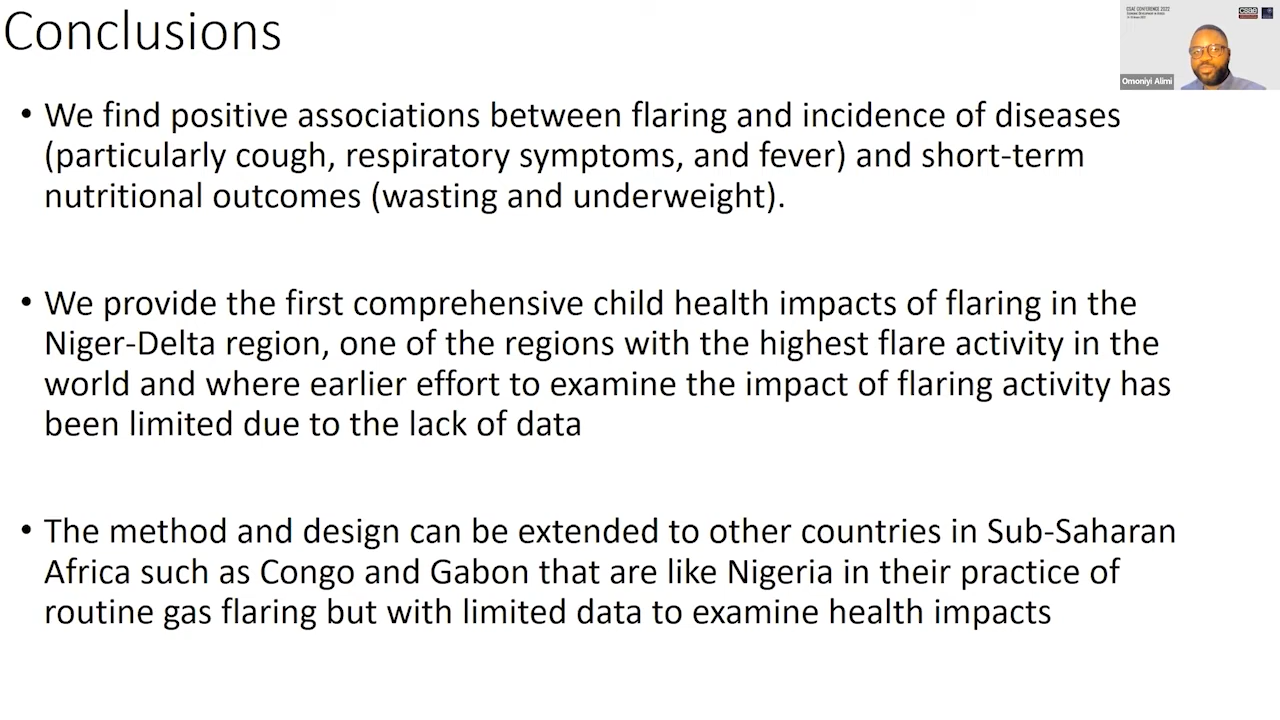 Conclusions
CSAE CONFERENCE 2022
Omoniyi Alimi
• We find positive associations between flaring and incidence of diseases
(particularly cough, respiratory symptoms, and fever) and short-term
nutritional outcomes (wasting and underweight).
• We provide the first comprehensive child health impacts of flaring in the
Niger-Delta region, one of the regions with the highest flare activity in the
world and where earlier effort to examine the impact of flaring activity has
been limited due to the lack of data
• The method and design can be extended to other countries in Sub-Saharan
Africa such as Congo and Gabon that are like Nigeria in their practice of
routine gas flaring but with limited data to examine health impacts